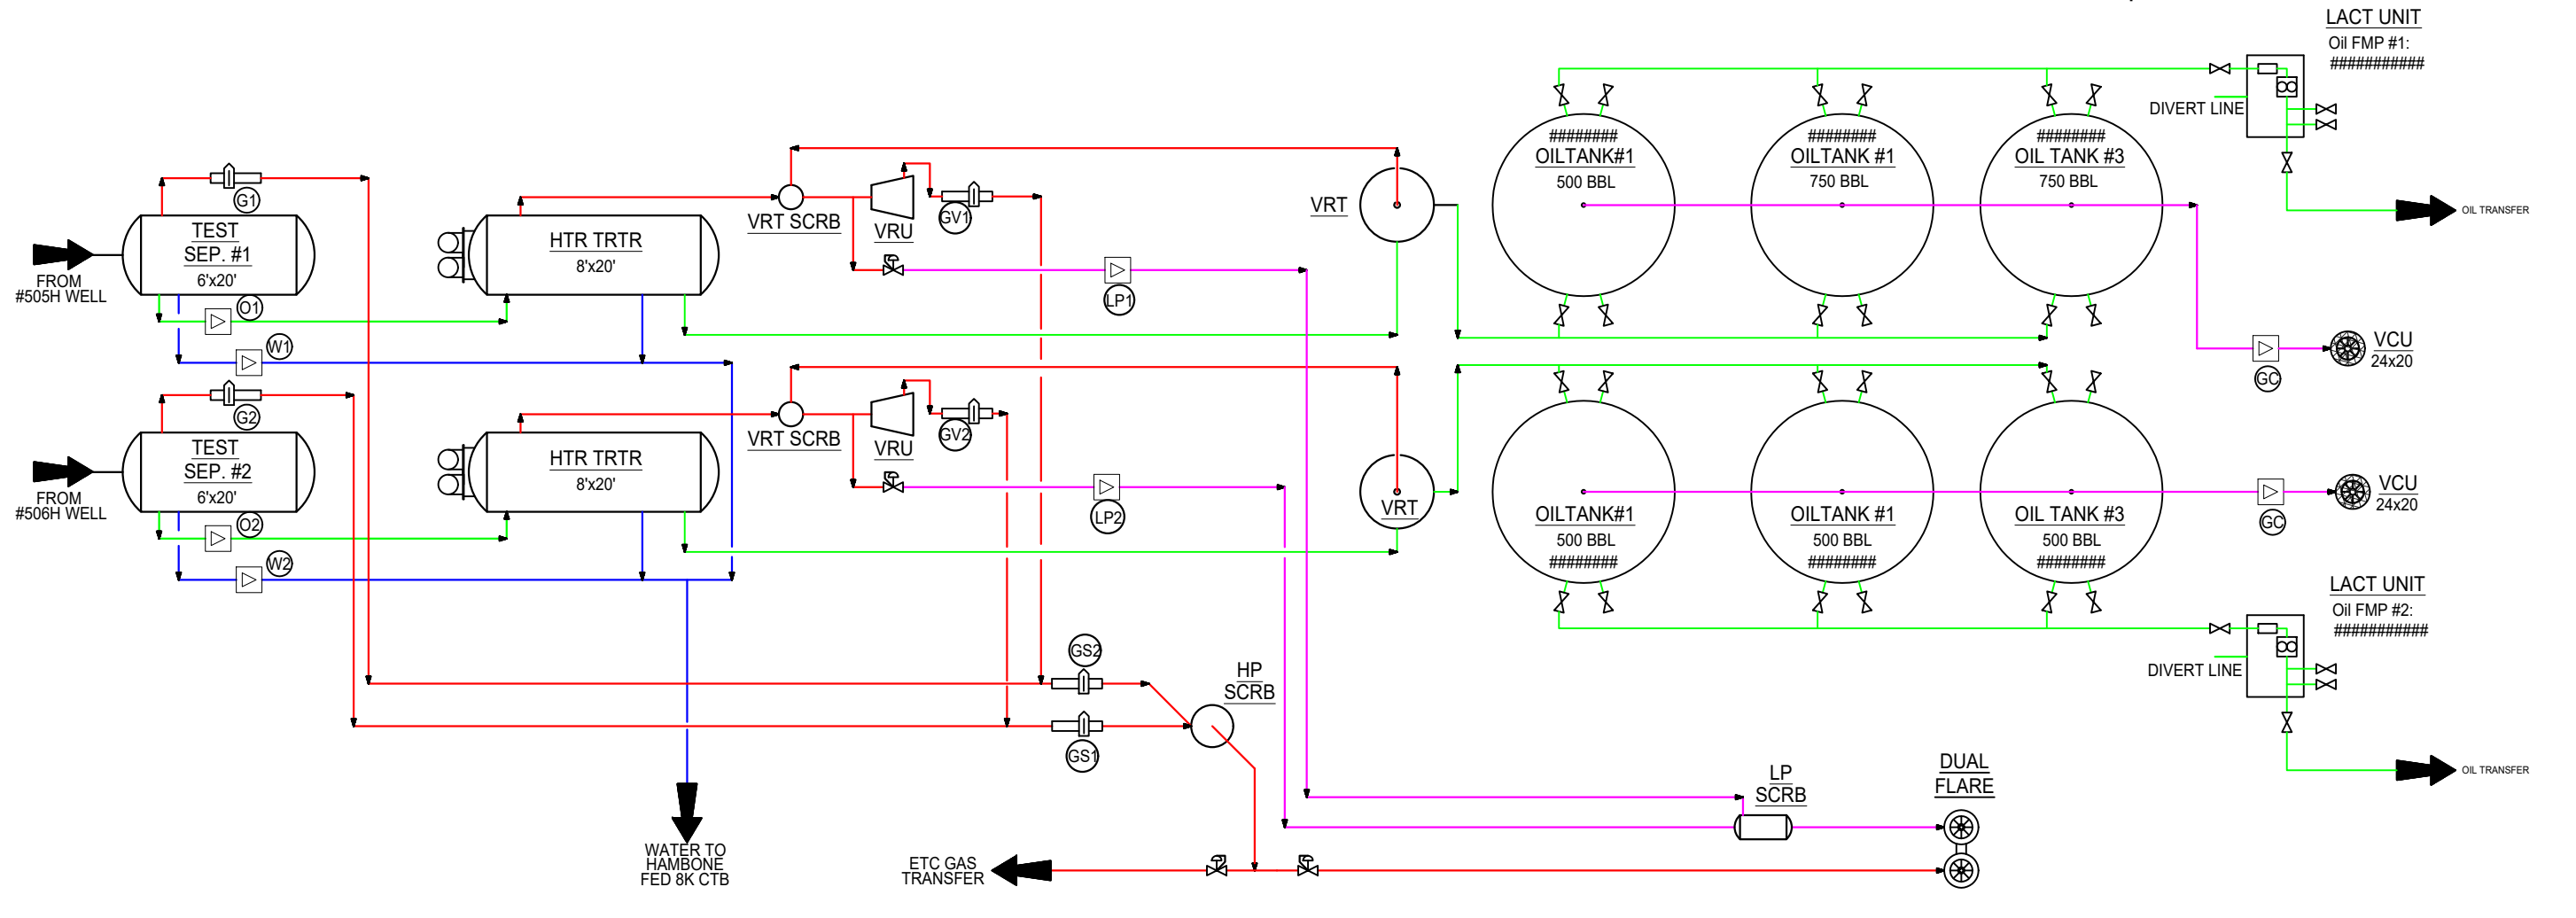 LACT UNIT
Oil FMP #1:
###########
DIVERT LINE
OIL TRANSFER
########
OILTANK#1
500 BBL
########
OILTANK #1
750 BBL
########
OIL TANK #3
750 BBL
G1
TEST
SEP. #1
6'x20'
FROM
#505H WELL
O1
W1
HTR TRTR
8'x20'
VRT SCRB
VRU
GV1
LP1
VRT
VCU
24x20
GC
G2
TEST
SEP. #2
6'x20'
FROM
#506H WELL
O2
W2
HTR TRTR
8'x20'
VRT SCRB
VRU
GV2
LP2
VRT
OILTANK#1
500 BBL
########
OILTANK #1
500 BBL
########
OIL TANK #3
500 BBL
########
VCU
24x20
GC
LACT UNIT
Oil FMP #2:
###########
DIVERT LINE
OIL TRANSFER
GS2
GS1
HP
SCRB
LP
SCRB
DUAL
FLARE
WATER TO
HAMBONE
FED 8K CTB
ETC GAS
TRANSFER